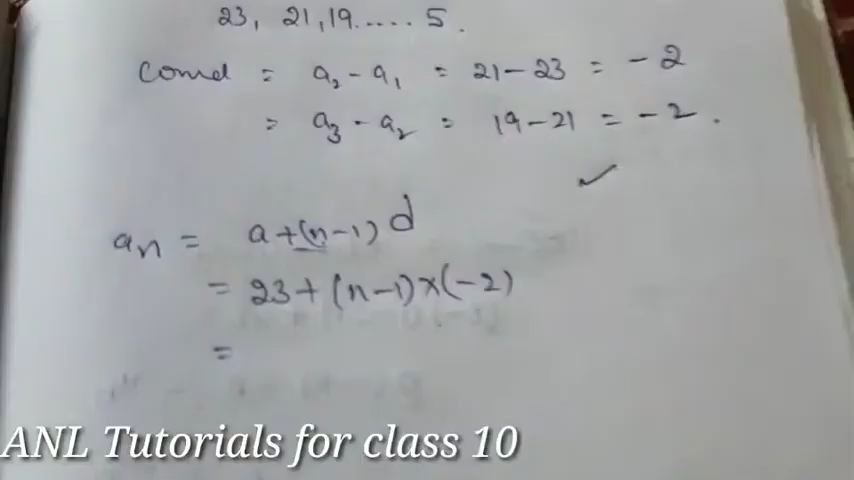 23, 21, 19..... 5.
Comd = a₂ - a₁ = 21-23 = -2
= a₃ - a₂ = 19-21 = -2.
aₙ = a+(n-1) d
= 23+ (n-1)×(-2)
=
ANL Tutorials for class 10